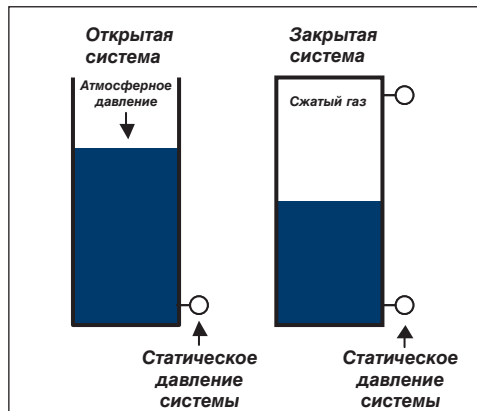 Открытая
система
Атмосферное
давление
Статическое
давление
системы
Закрытая
система
Сжатый газ
Статическое
давление
системы